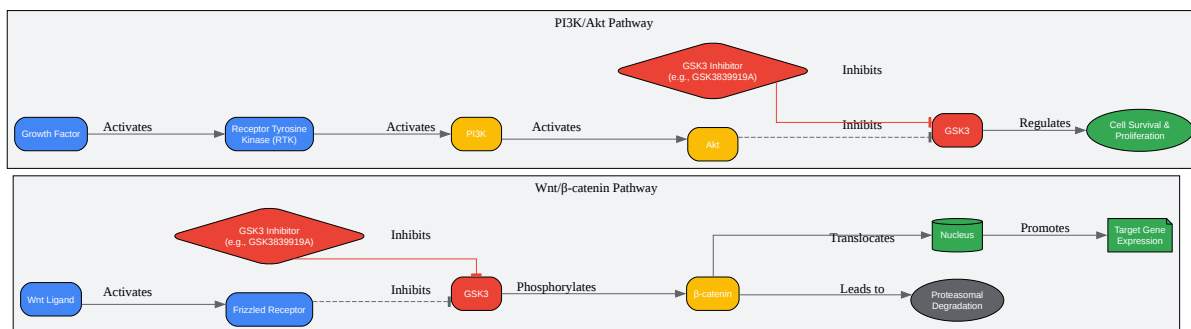 PI3K/Akt Pathway
GSK3 Inhibitor
(e.g., GSK3839919A)
Inhibits
Growth Factor
Activates
Receptor Tyrosine
Kinase (RTK)
Activates
PI3K
Activates
Akt
Inhibits
GSK3
Regulates
Cell Survival &
Proliferation
Wnt/β-catenin Pathway
GSK3 Inhibitor
(e.g., GSK3839919A)
Inhibits
Translocates
Nucleus
Promotes
Target Gene
Expression
Wnt Ligand
Activates
Frizzled Receptor
Inhibits
GSK3
Phosphorylates
β-catenin
Leads to
Proteasomal
Degradation